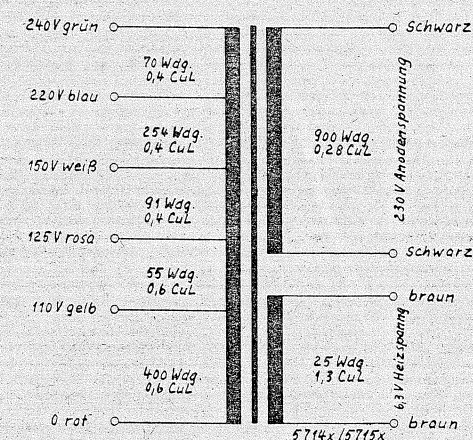 240V grün
70 Wdg.
0,4 CuL
220V blau
254 Wdg.
0,4 CuL
150V weiß
91 Wdg.
0,4 CuL
125V rosa
55 Wdg.
0,6 CuL
110V gelb
400 Wdg.
0,6 CuL
0 rot
Schwarz
900 Wdg.
0,28 CuL
230 V Anodenspannung
Schwarz
braun
25 Wdg.
1,3 CuL
6,3 V Heizspanng
braun
5714x/5715x